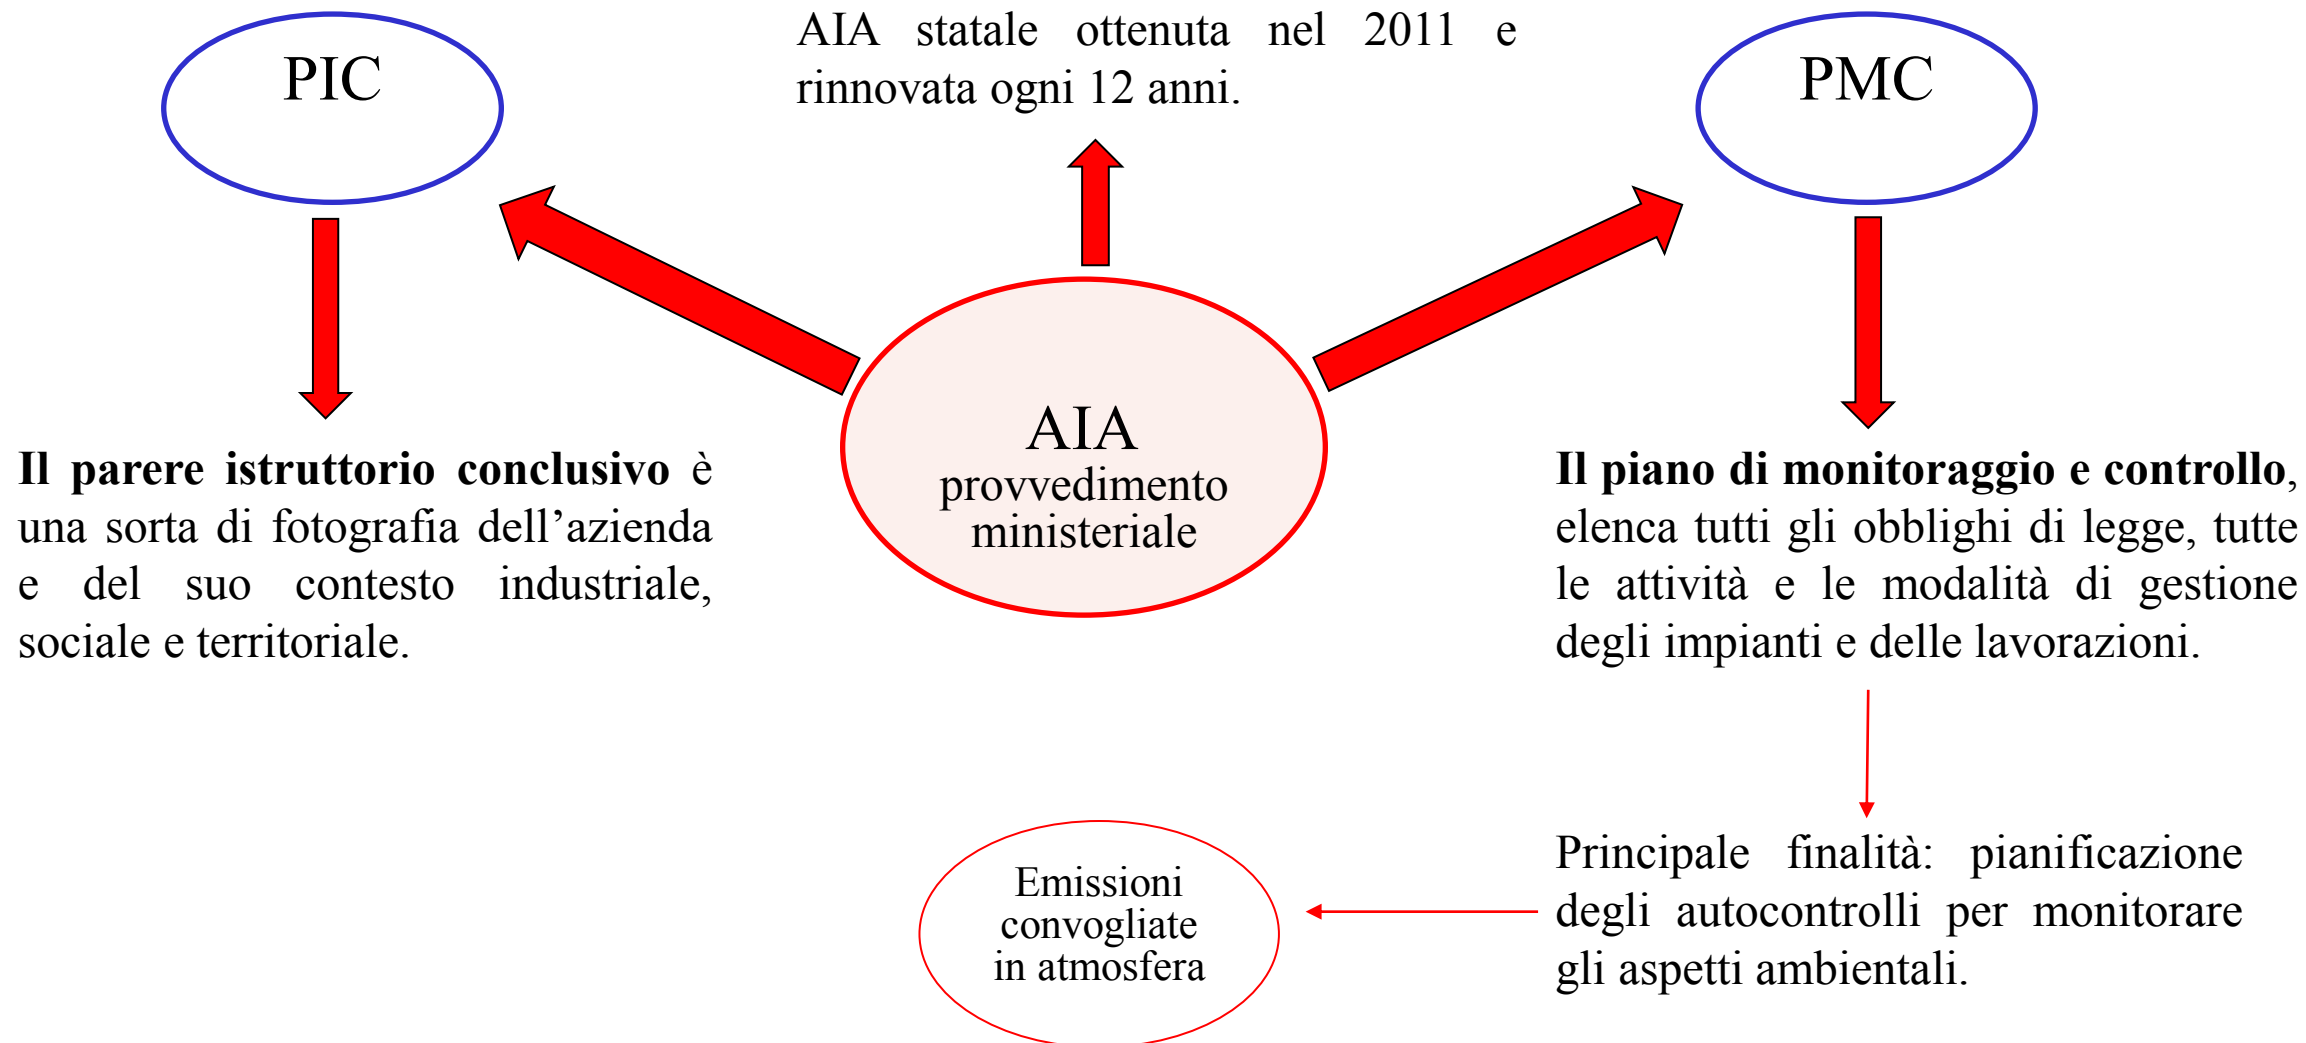 PIC
AIA statale ottenuta nel 2011 e
rinnovata ogni 12 anni.
PMC
AIA
provvedimento
ministeriale
Il parere istruttorio conclusivo è
una sorta di fotografia dell’azienda
e del suo contesto industriale,
sociale e territoriale.
Il piano di monitoraggio e controllo,
elenca tutti gli obblighi di legge, tutte
le attività e le modalità di gestione
degli impianti e delle lavorazioni.
Principale finalità: pianificazione
degli autocontrolli per monitorare
gli aspetti ambientali.
Emissioni
convogliate
in atmosfera